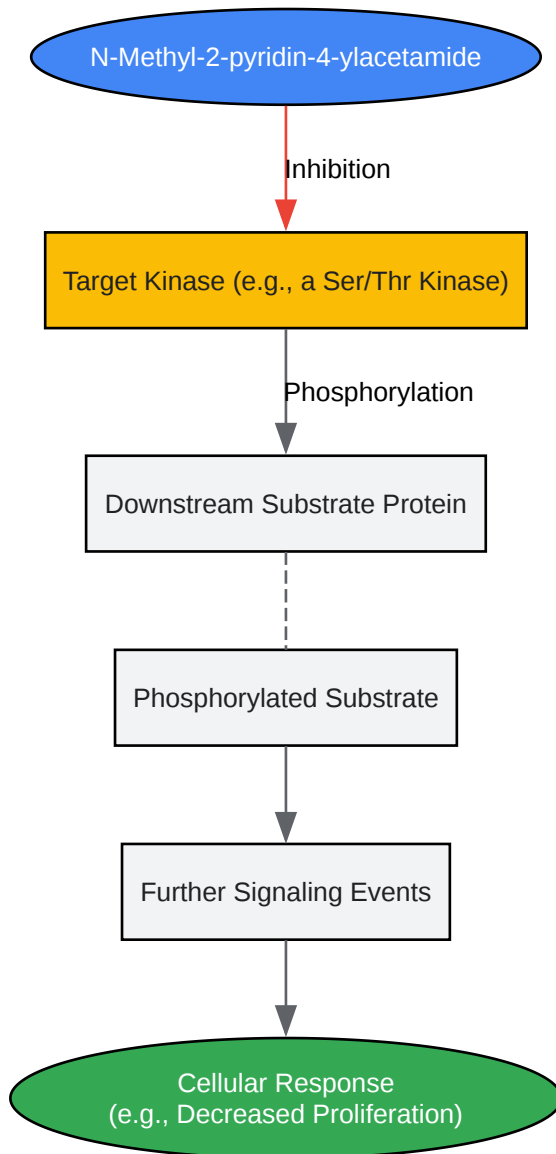 N-Methyl-2-pyridin-4-ylacetamide
Inhibition
Target Kinase (e.g., a Ser/Thr Kinase)
Phosphorylation
Downstream Substrate Protein
Phosphorylated Substrate
Further Signaling Events
Cellular Response
(e.g., Decreased Proliferation)